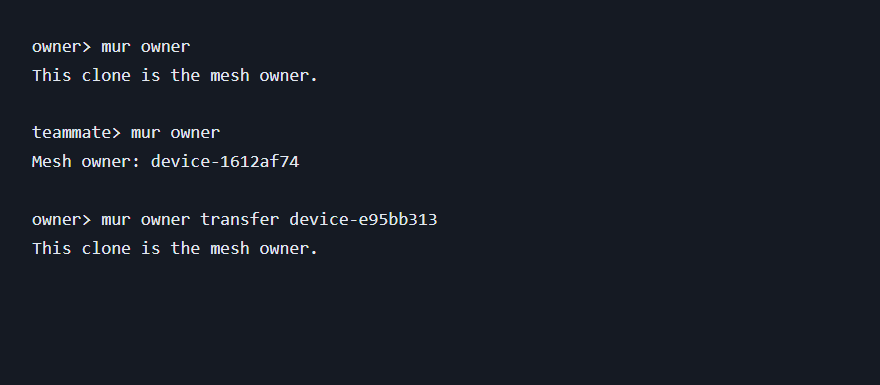 owner> mur owner
This clone is the mesh owner.
teammate> mur owner
Mesh owner: device-1612af74
owner> mur owner transfer device-e95bb313
This clone is the mesh owner.